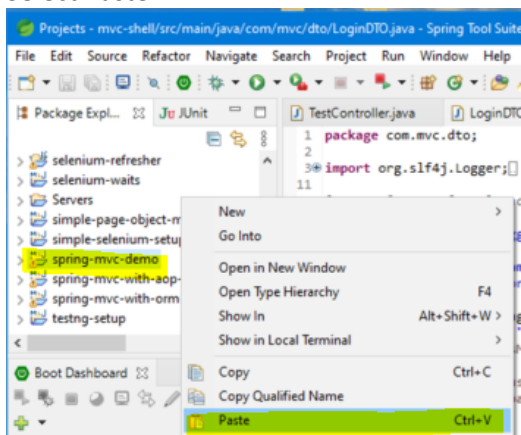 Projects - mvc-shell/src/main/java/com/mvc/dto/LoginDTO.java - Spring Tool Suite
File Edit Source Refactor Navigate Search Project Run Window
Package Expl... JUnit
TestController.java LoginDTO
1 package com.mvc.dto;
2
3 import org.slf4j.Logger;
11
selenium-refresher
selenium-waits
Servers
simple-page-object-m
simple-selenium-setu
spring-mvc-demo
spring-mvc-with-aop-
spring-mvc-with-orm
testng-setup
New
Go Into
Open in New Window
Open Type Hierarchy F4
Show In Alt+Shift+W >
Show in Local Terminal
Boot Dashboard
Copy Ctrl+C
Copy Qualified Name
Paste Ctrl+V